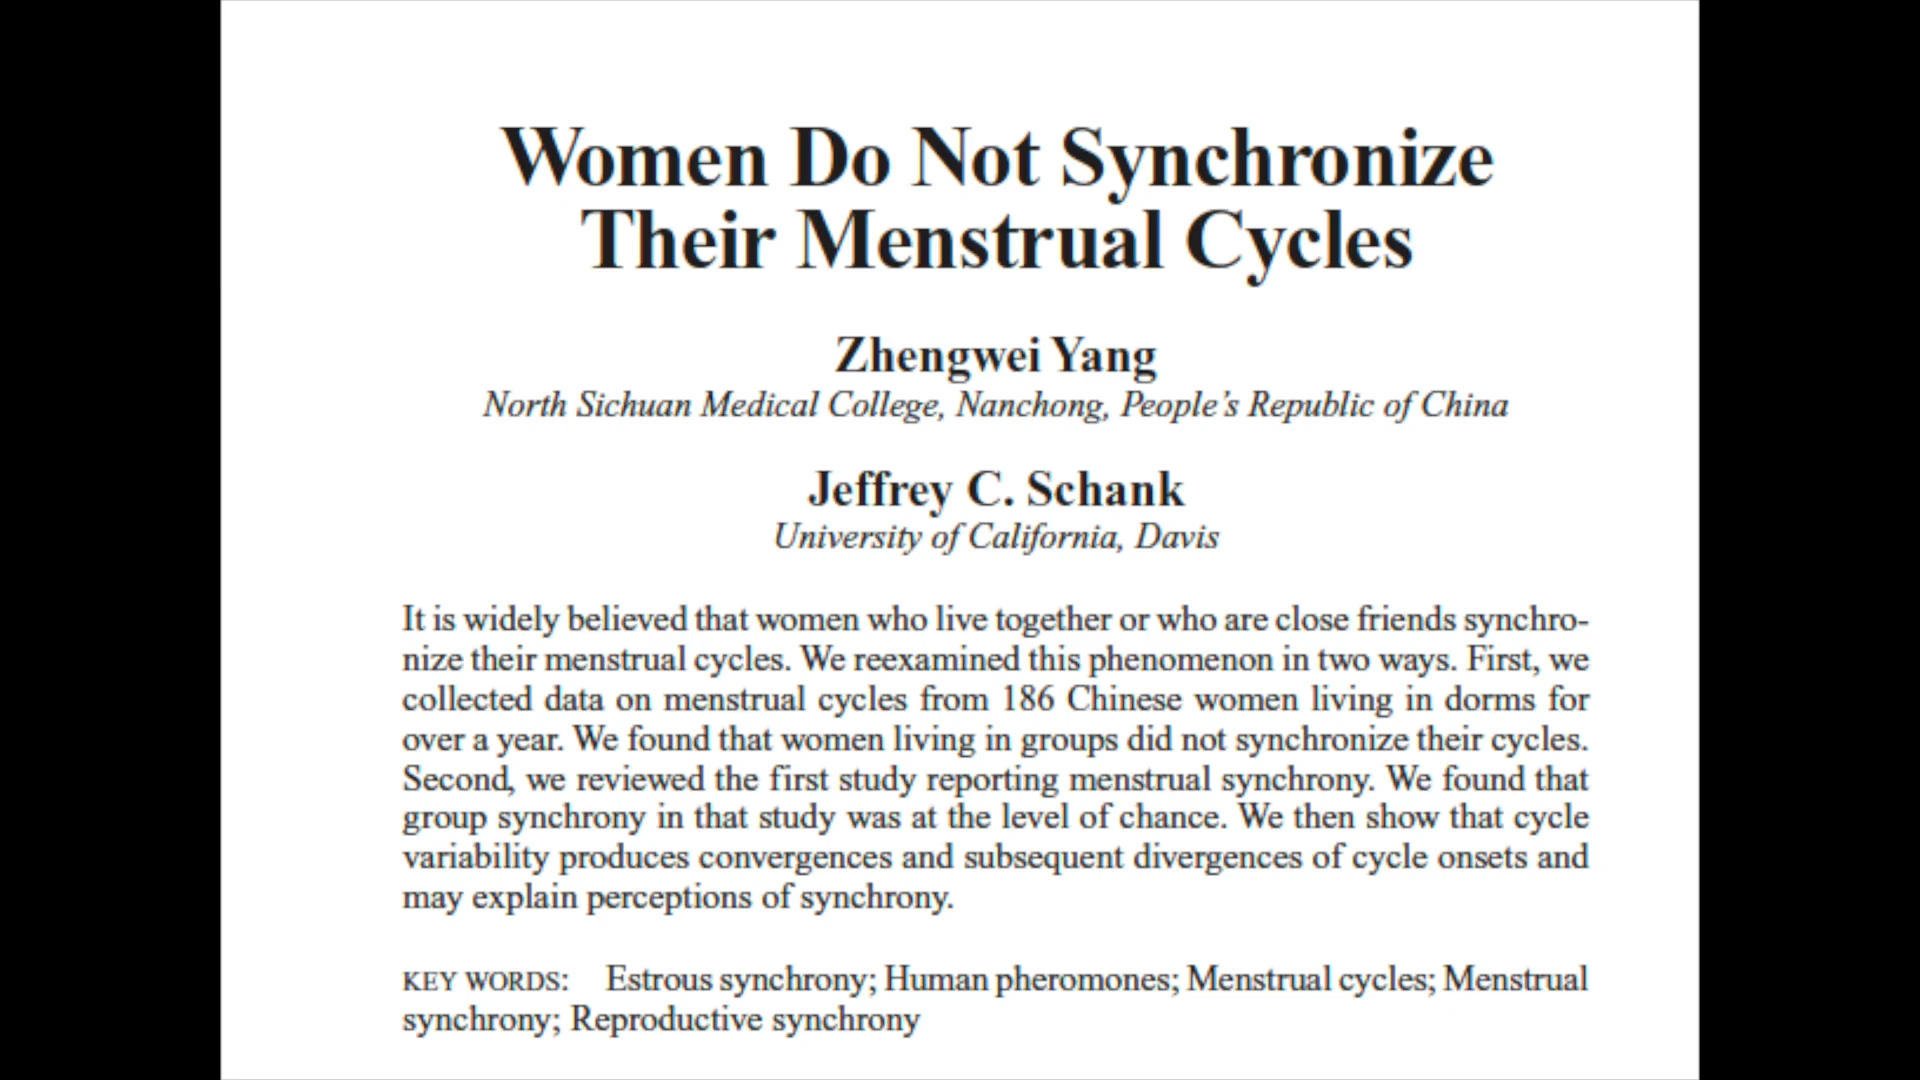 Women Do Not Synchronize
Their Menstrual Cycles
Zhengwei Yang
North Sichuan Medical College, Nanchong, People's Republic of China
Jeffrey C. Schank
University of California, Davis
It is widely believed that women who live together or who are close friends synchro-
nize their menstrual cycles. We reexamined this phenomenon in two ways. First, we
collected data on menstrual cycles from 186 Chinese women living in dorms for
over a year. We found that women living in groups did not synchronize their cycles.
Second, we reviewed the first study reporting menstrual synchrony. We found that
group synchrony in that study was at the level of chance. We then show that cycle
variability produces convergences and subsequent divergences of cycle onsets and
may explain perceptions of synchrony.
KEY WORDS: Estrous synchrony; Human pheromones; Menstrual cycles; Menstrual
synchrony; Reproductive synchrony